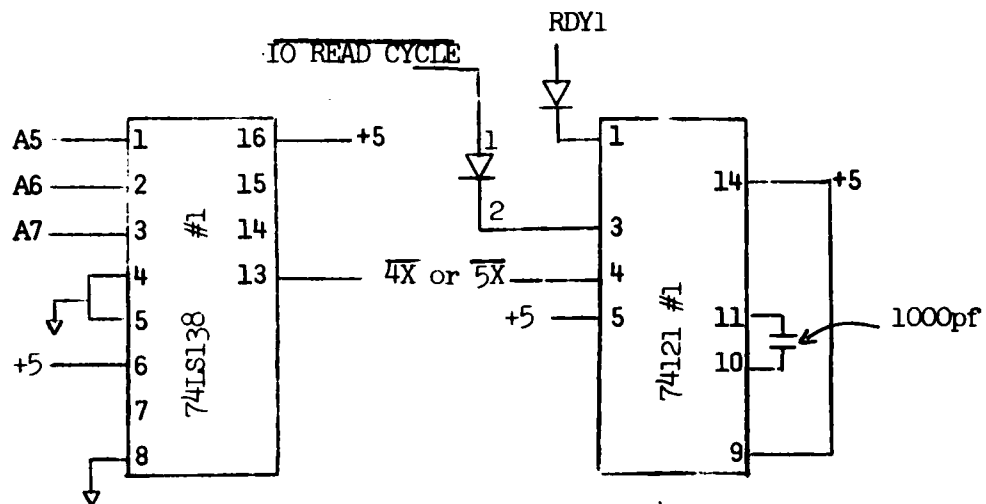 RDY1
IO READ CYCLE
A5 1 16 +5
A6 2 15
A7 3 14
4 13
5
+5 6
7
8
#1
74LS138
1
2
4X or 5X
+5
1
3
4
5
14 +5
11
10
9
74121 #1
1000pf